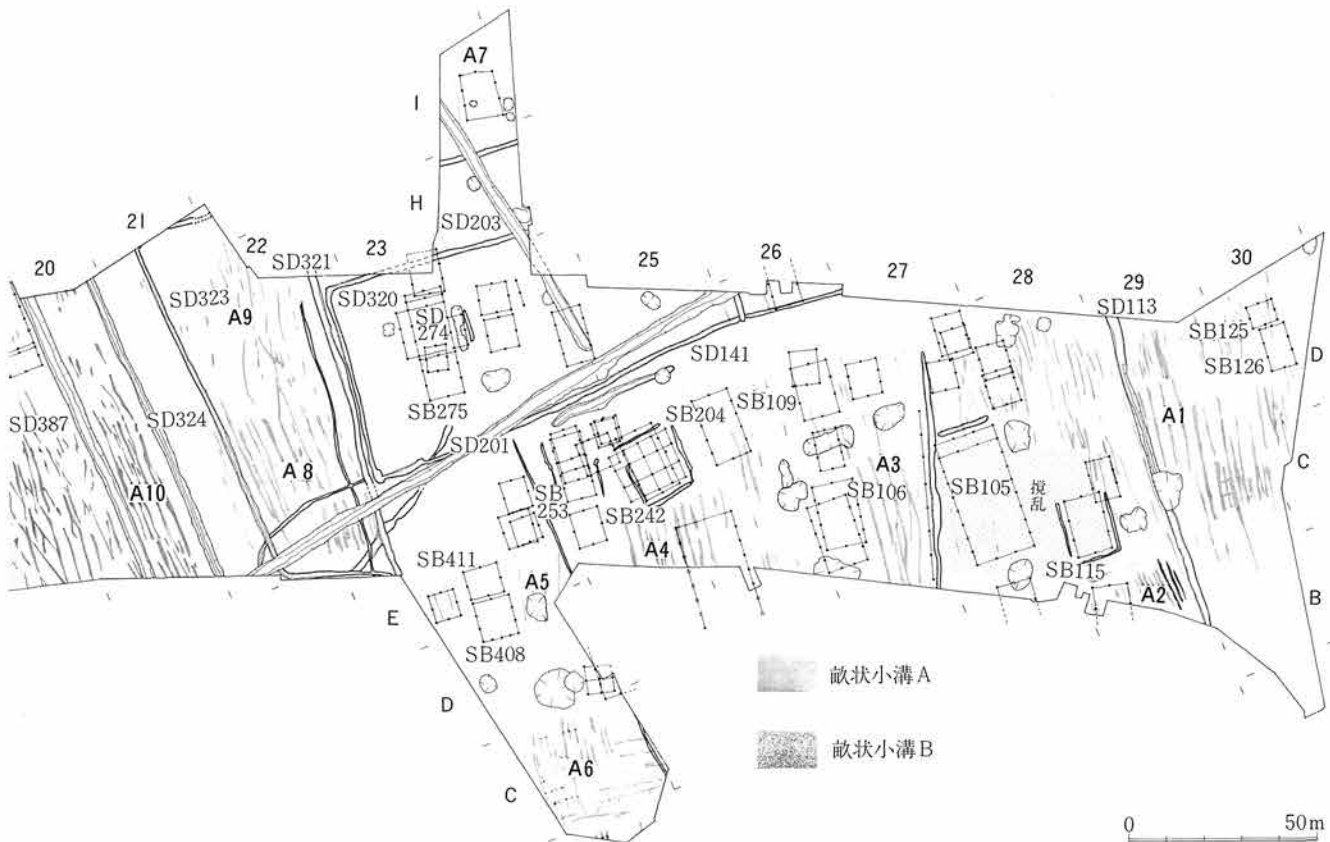 A7
I
H
SD203
21
20
22
SD321
23
25
26
27
28
29
30
SD323
A9
SD320
SD
274
SD113
SB125
SB126
D
SD141
SD387
SD324
SB275
SB204
SB109
A1
SD201
A8
A10
SB
253
SB242
A3
SB106
SB105
攪乱
C
A4
SB411
A5
SB115
A2
B
E
SB408
畝状小溝A
D
畝状小溝B
A6
C
0
50m